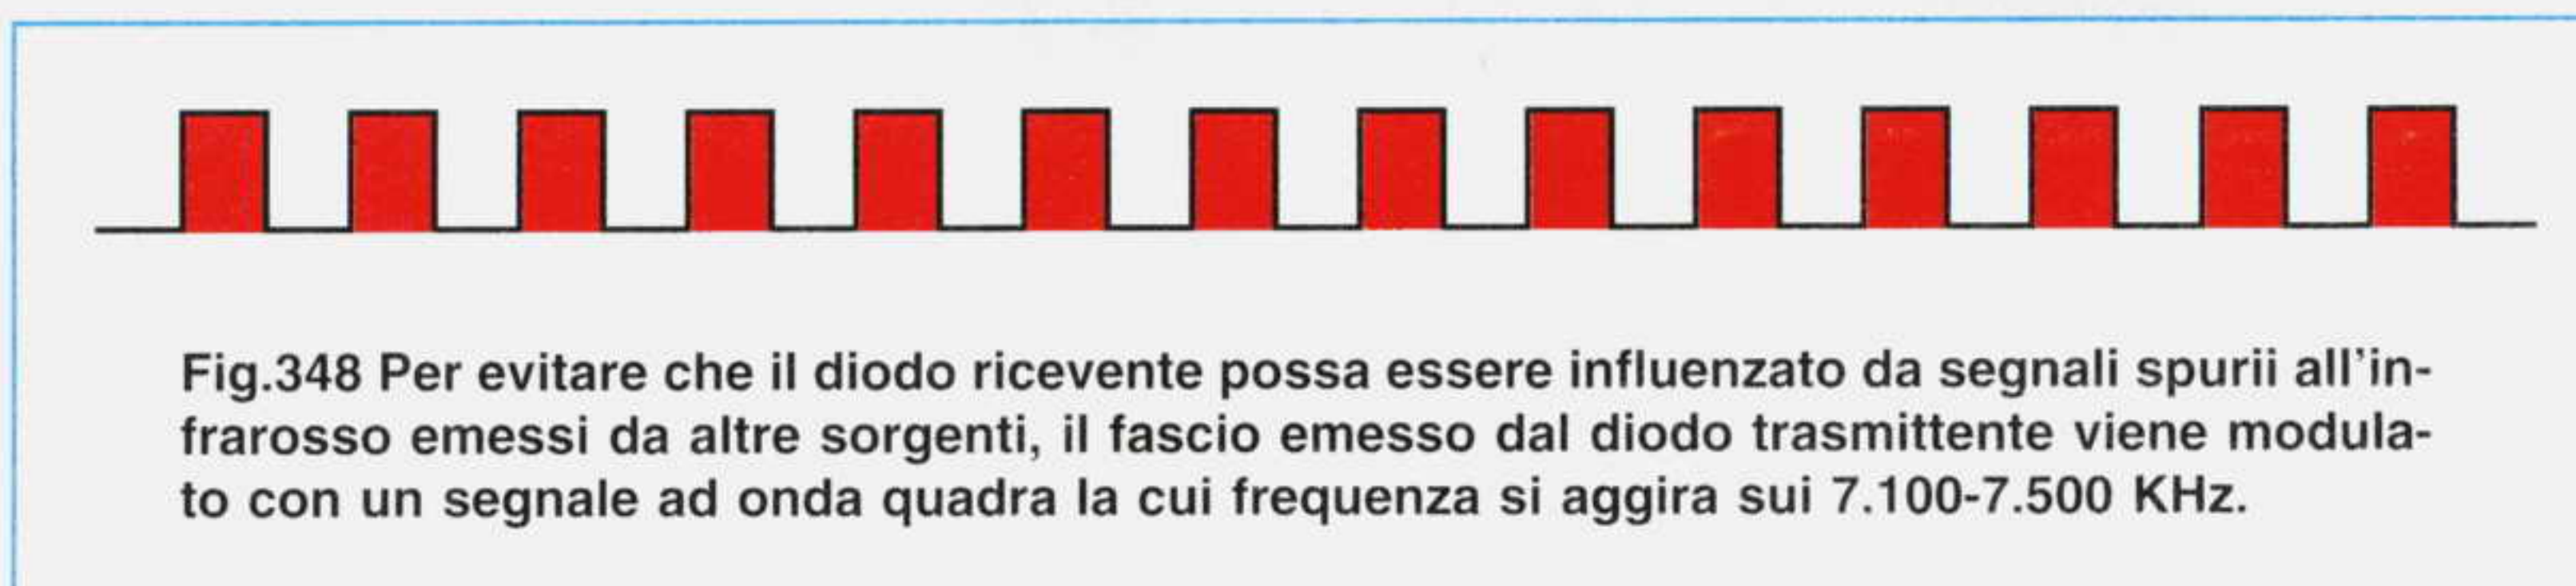 Fig.348 Per evitare che il diodo ricevente possa essere influenzato da segnali spurii all'in-
frarosso emessi da altre sorgenti, il fascio emesso dal diodo trasmittente viene modula-
to con un segnale ad onda quadra la cui frequenza si aggira sui 7.100-7.500 KHz.